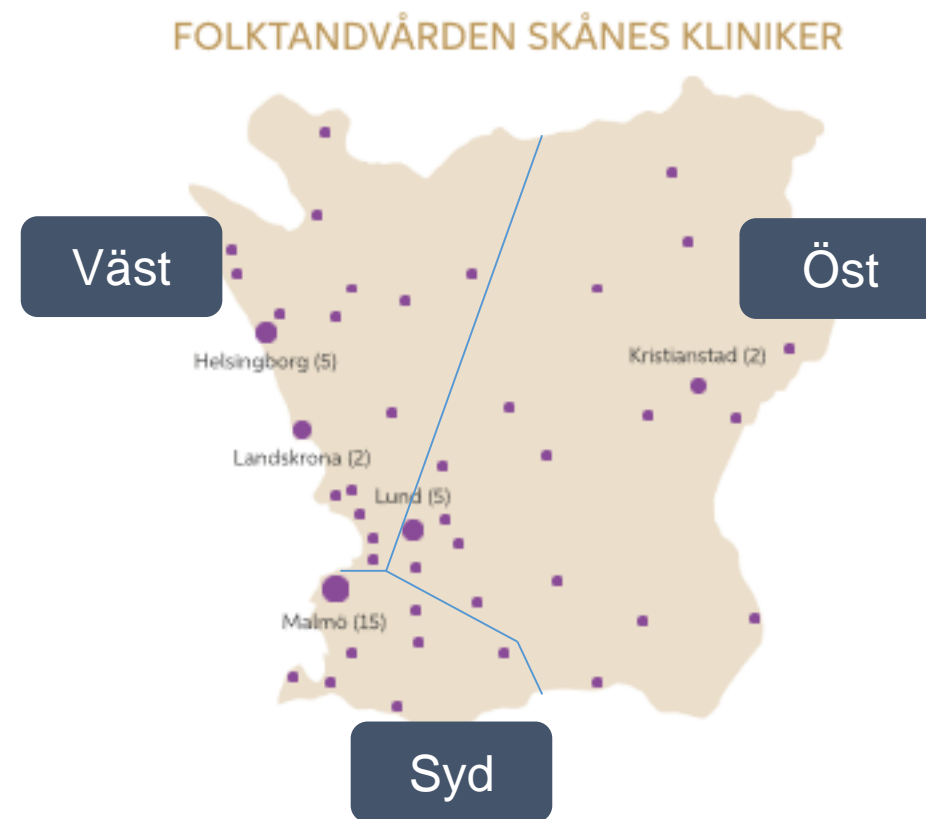 FOLKTANDVÅRDEN SKÅNES KLINIKER
Väst
Öst
Helsingborg (5)
Kristianstad (2)
Landskrona (2)
Lund (5)
Malmö (15)
Syd